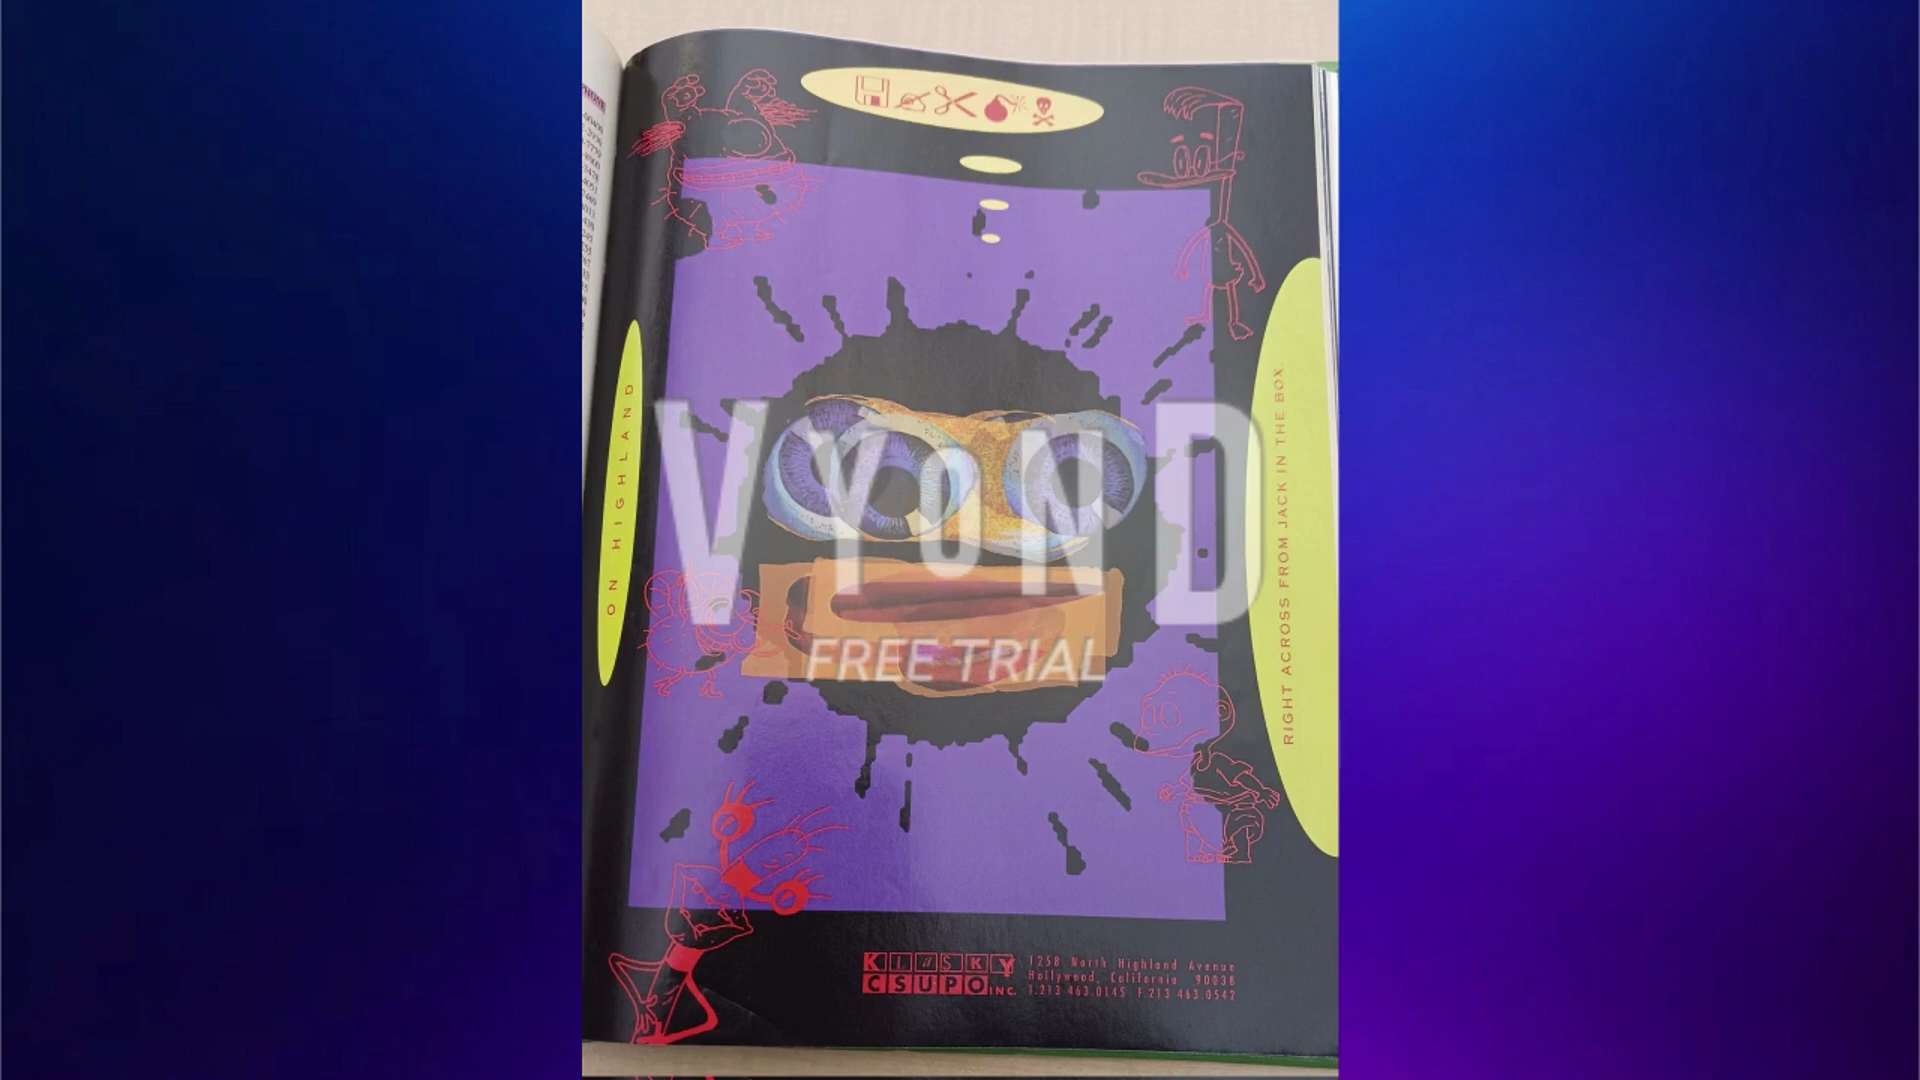 ON HIGHLAND
RIGHT ACROSS FROM JACK IN THE BOX.
VYOND
FREE TRIAL
KLASKY
CSUPO INC.
1258 North Highland Avenue
Hollywood, California 90038
T.213 463.0145 F.213 463.0542